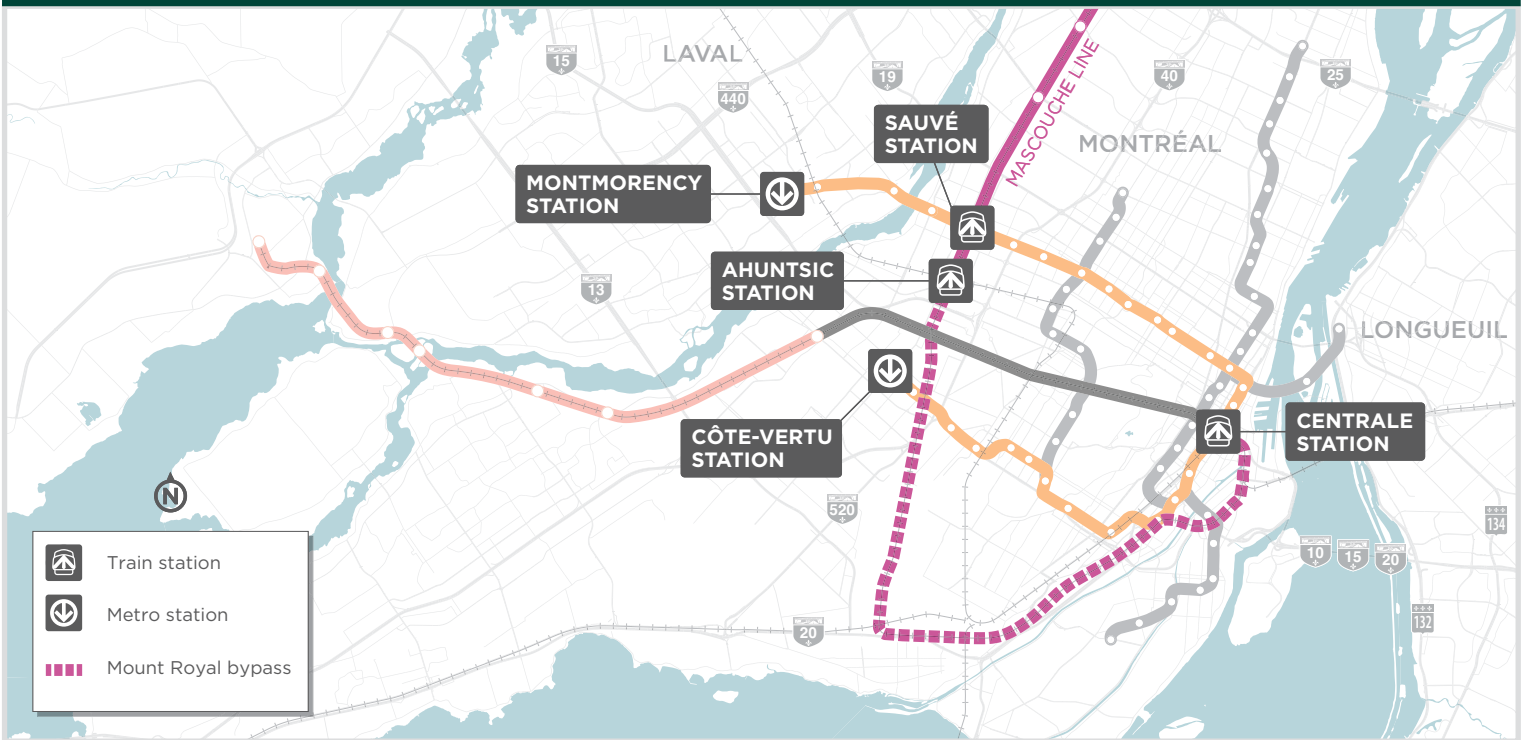 LAVAL
15
19
440
40
25
SAUVÉ
STATION
MASCOUCHE LINE
MONTRÉAL
MONTMORENCY
STATION
AHUNTSIC
STATION
13
LONGUEUIL
CÔTE-VERTU
STATION
CENTRALE
STATION
N
520
134
10
15
20
132
20
Train station
Metro station
Mount Royal bypass